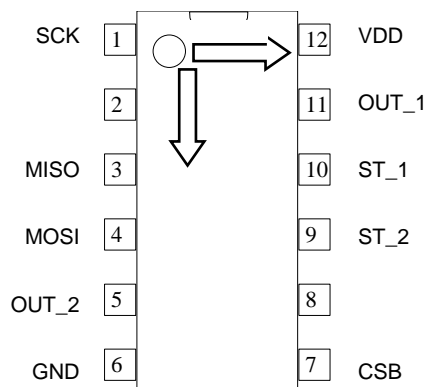 SCK 1 12 VDD
2 11 OUT_1
MISO 3 10 ST_1
MOSI 4 9 ST_2
OUT_2 5 8
GND 6 7 CSB